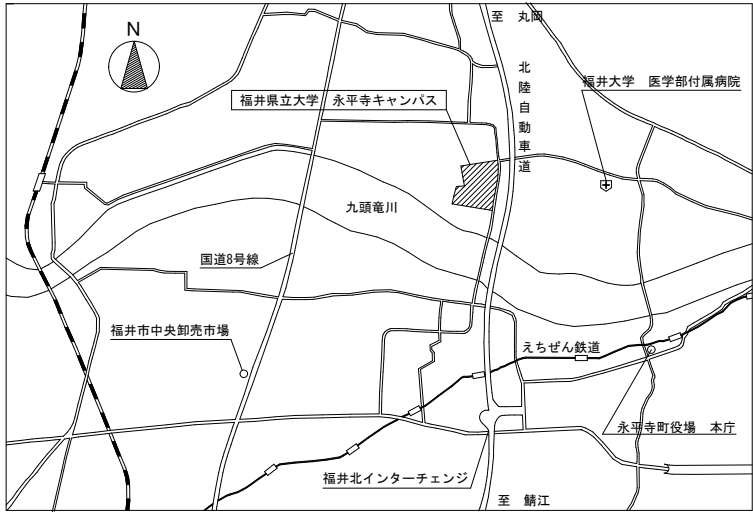 至 丸岡
N
北陸自動車道
福井大学 医学部付属病院
福井県立大学 永平寺キャンパス
九頭竜川
国道8号線
福井市中央卸売市場
えちぜん鉄道
永平寺町役場 本庁
福井北インターチェンジ
至 鯖江